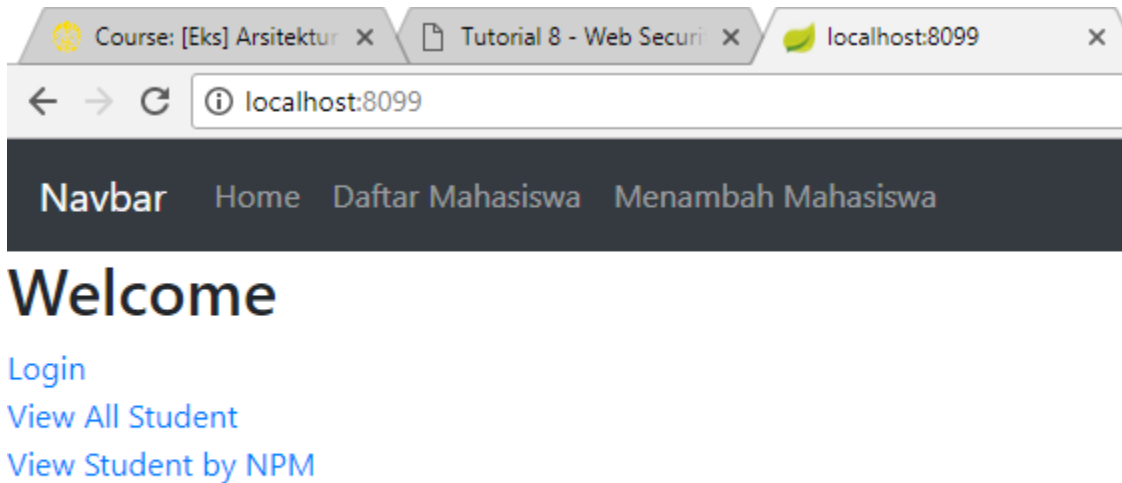 Course: [Eks] Arsitektur
Tutorial 8 - Web Securi
localhost:8099
localhost:8099
Navbar Home Daftar Mahasiswa Menambah Mahasiswa
Welcome
Login
View All Student
View Student by NPM